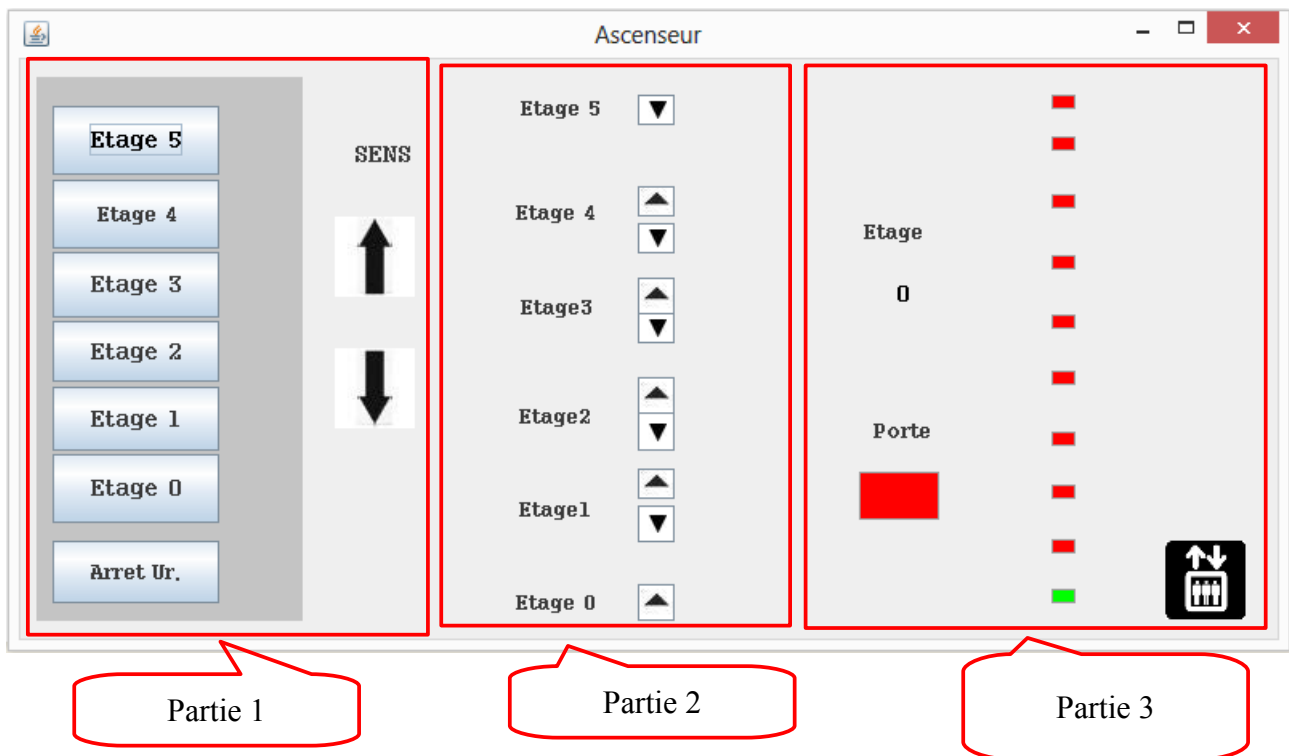 Ascenseur
Etage 5
Etage 4
Etage 3
Etage 2
Etage 1
Etage 0
Arret Ur.
SENS
Etage 5
Etage 4
Etage3
Etage2
Etage1
Etage 0
Etage
0
Porte
Partie 1
Partie 2
Partie 3